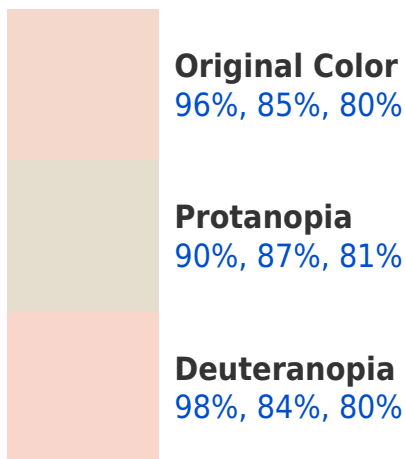 Original Color
96%, 85%, 80%
Protanopia
90%, 87%, 81%
Deuteranopia
98%, 84%, 80%